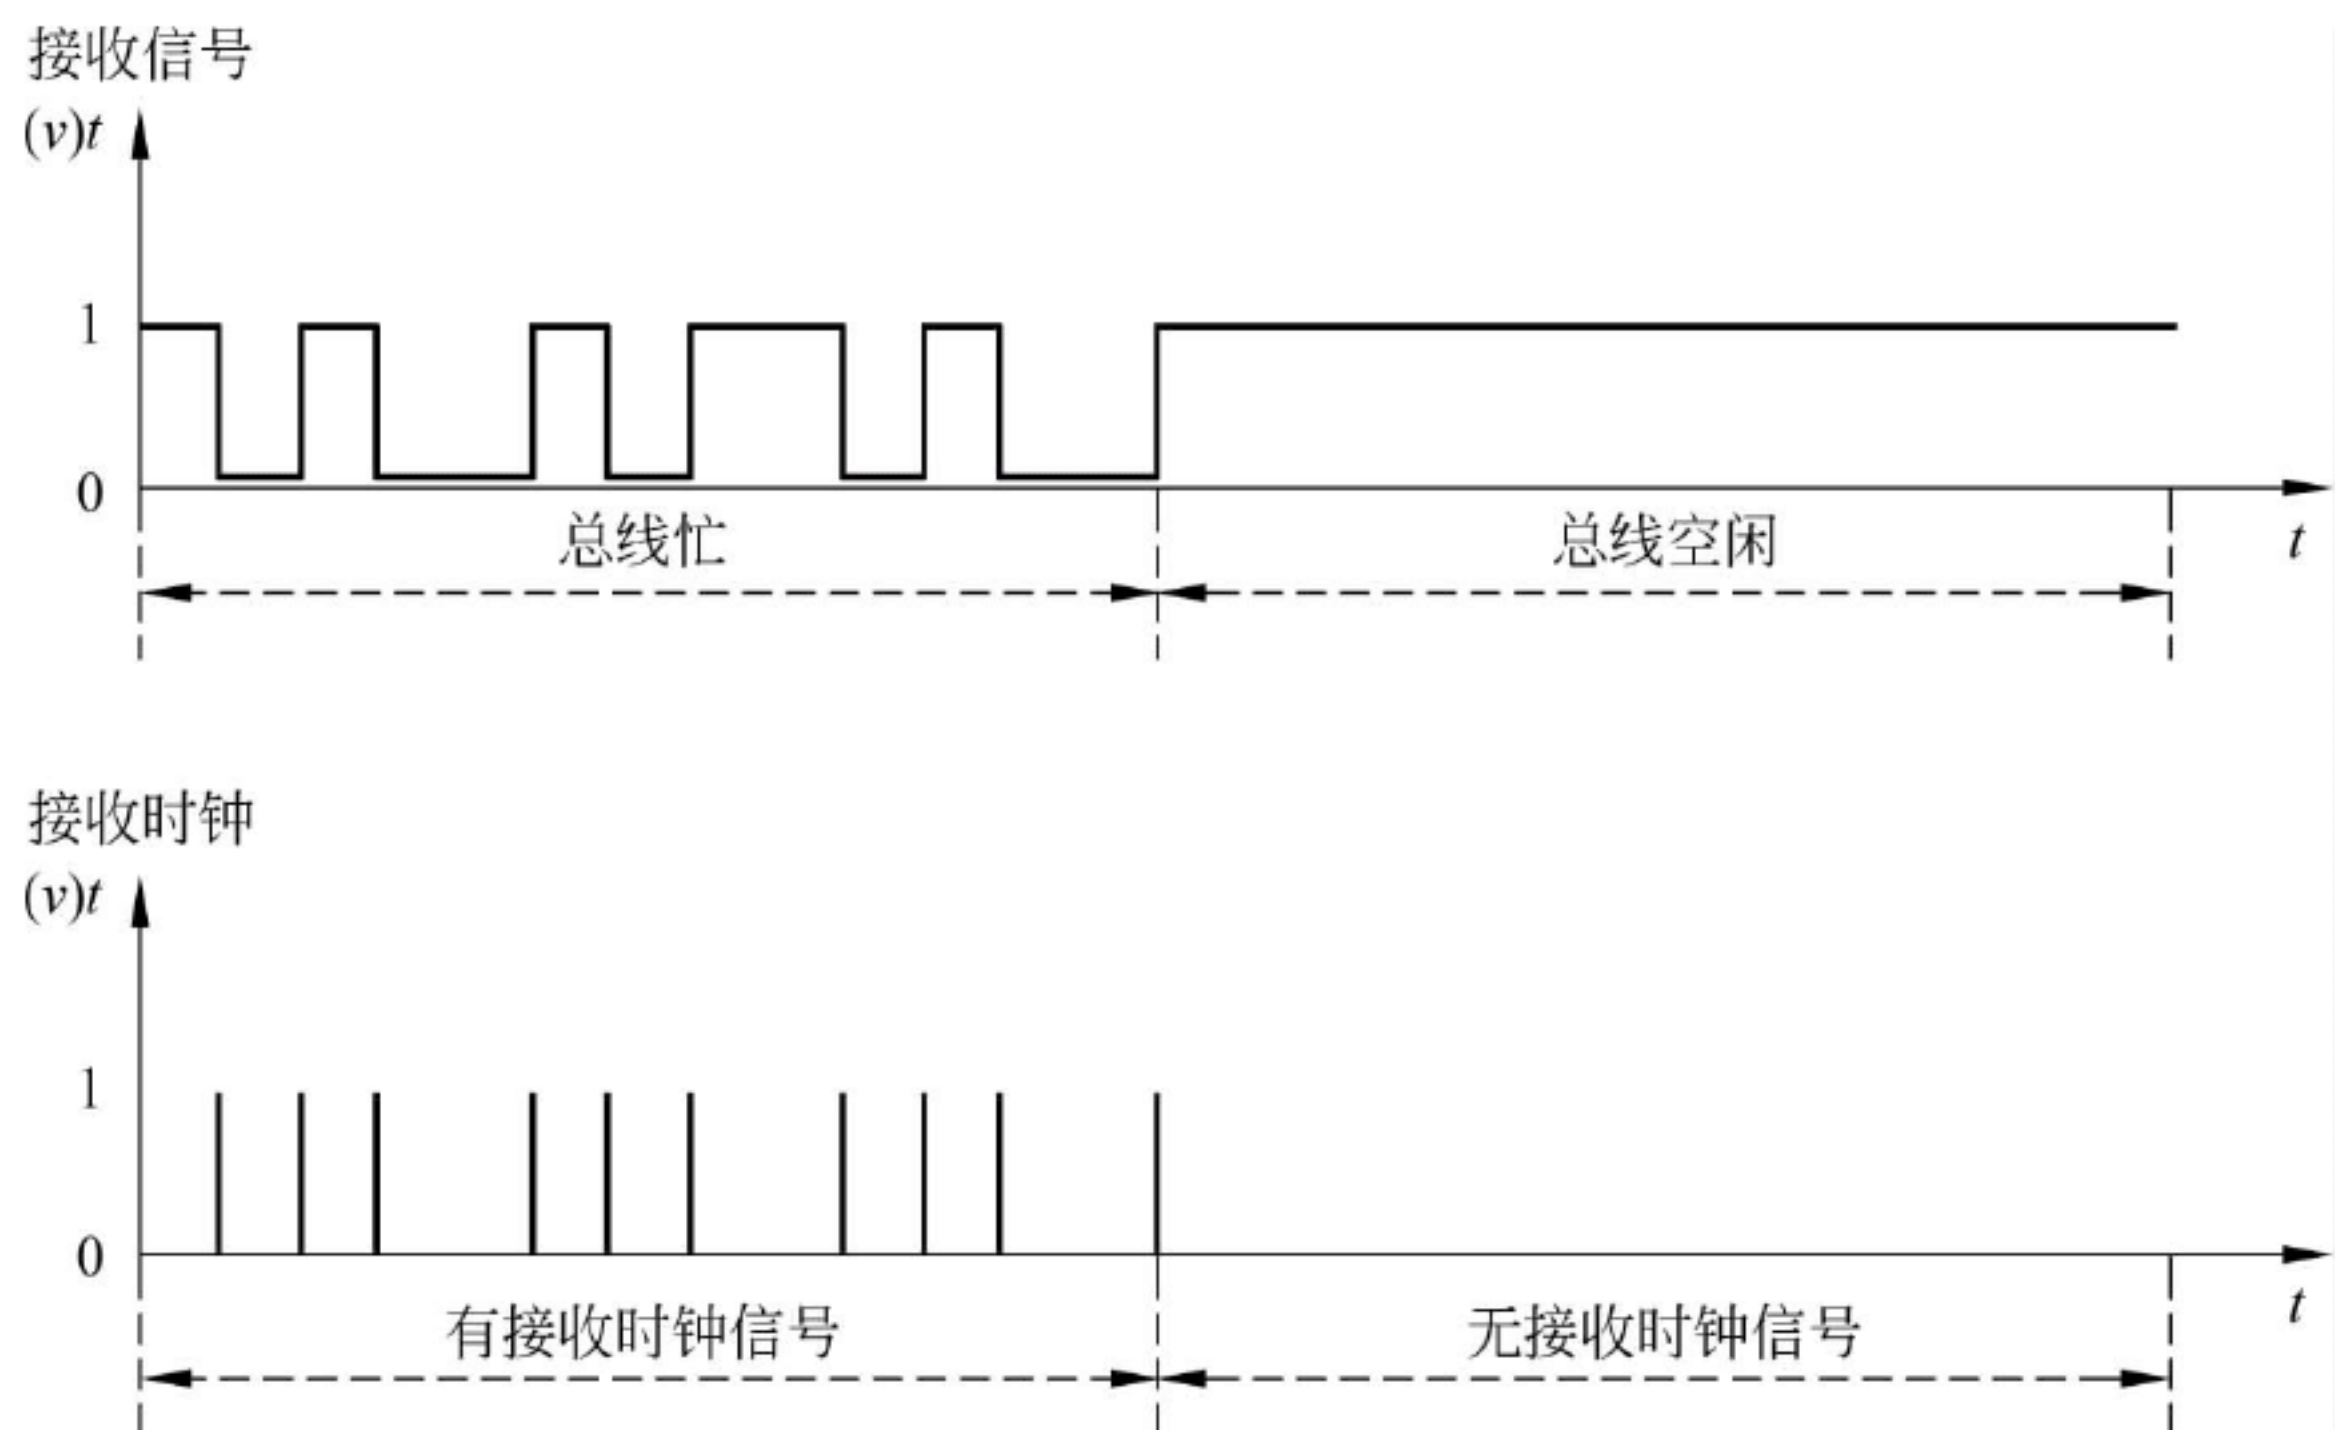 接收信号
(v)t
1
0
总线忙
总线空闲
t
接收时钟
(v)t
1
0
有接收时钟信号
无接收时钟信号
t